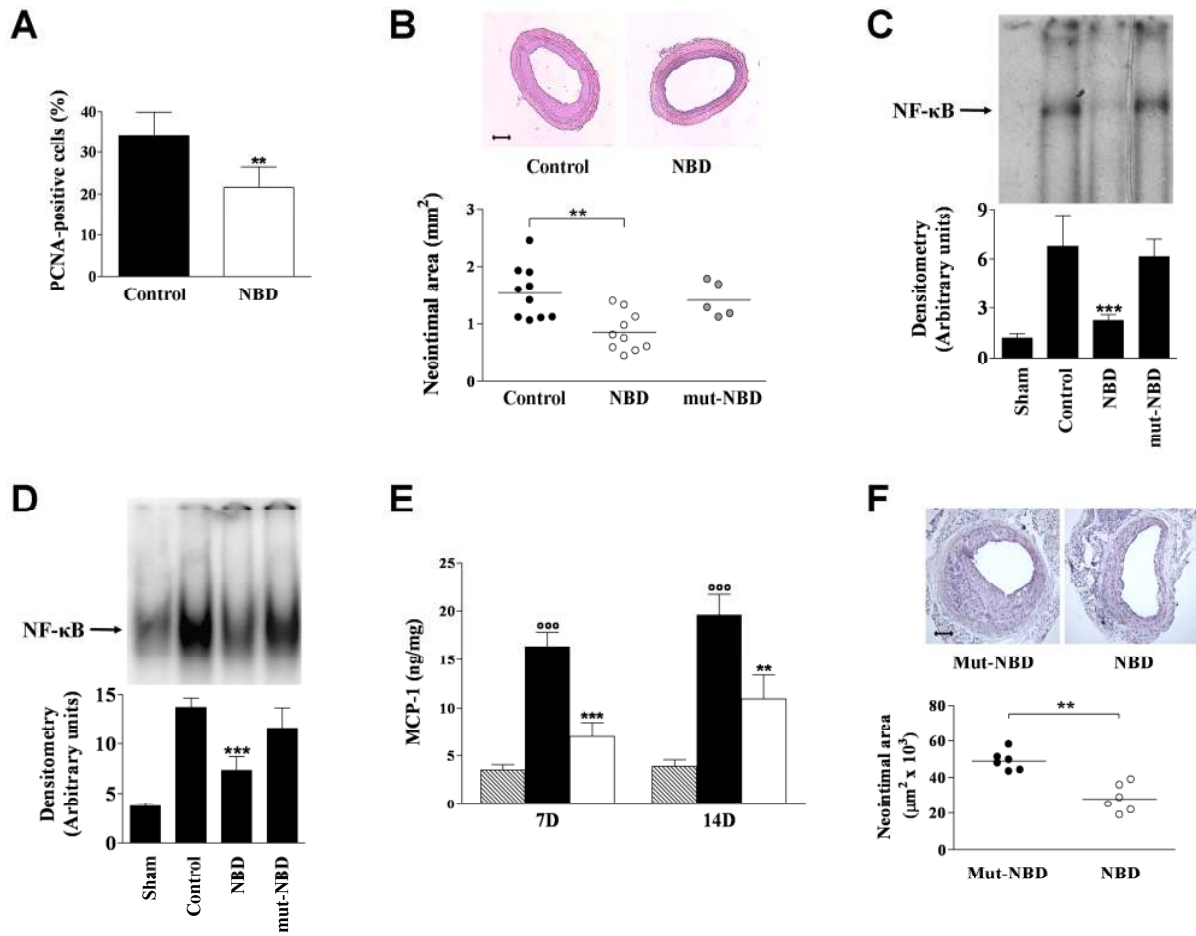 A
PCNA-positive cells (%)
40
30
20
10
0
**
Control
NBD
B
Control
NBD
Neointimal area (mm²)
3
2
1
0
**
Control
NBD
mut-NBD
C
NF-κB
Densitometry
(Arbitrary units)
9
6
3
0
***
Sham
Control
NBD
mut-NBD
D
NF-κB
Densitometry
(Arbitrary units)
15
10
5
0
***
Sham
Control
NBD
mut-NBD
E
MCP-1 (ng/mg)
25
20
15
10
5
0
°°°
***
°°°
**
7D
14D
F
Mut-NBD
NBD
Neointimal area
(μm² x 10³)
80
60
40
20
0
**
Mut-NBD
NBD